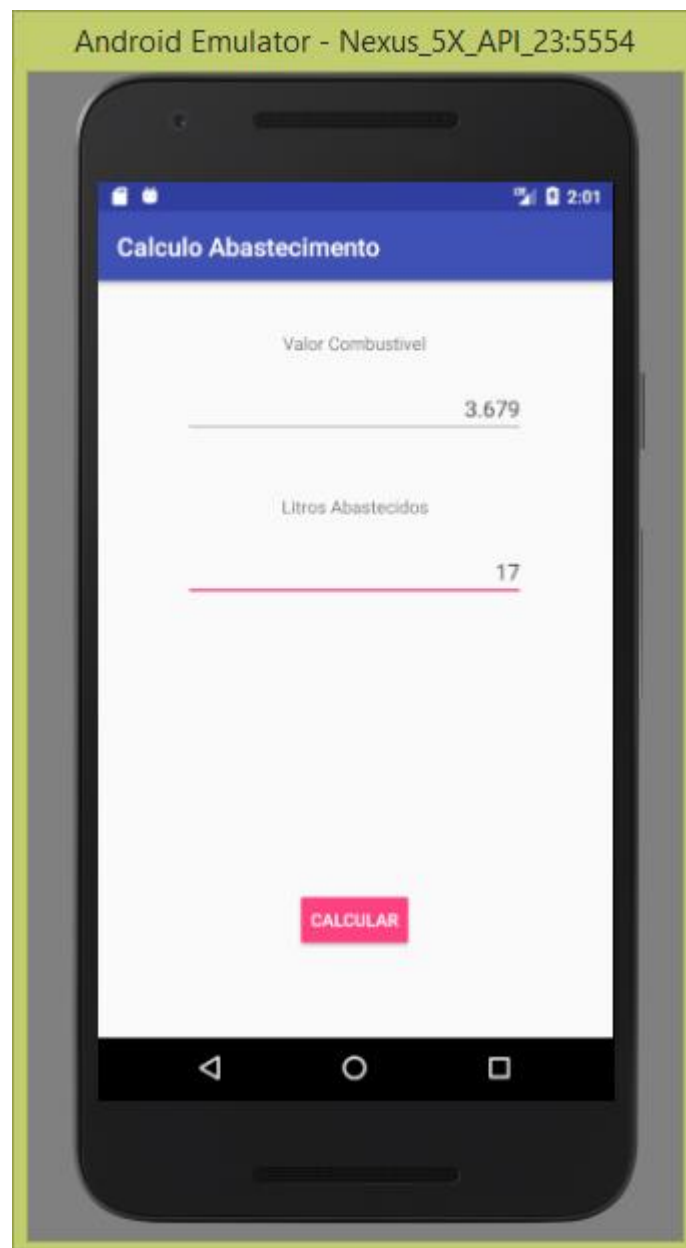 Android Emulator - Nexus_5X_API_23:5554
2:01
Calculo Abastecimento
Valor Combustivel
3.679
Litros Abastecidos
17
CALCULAR